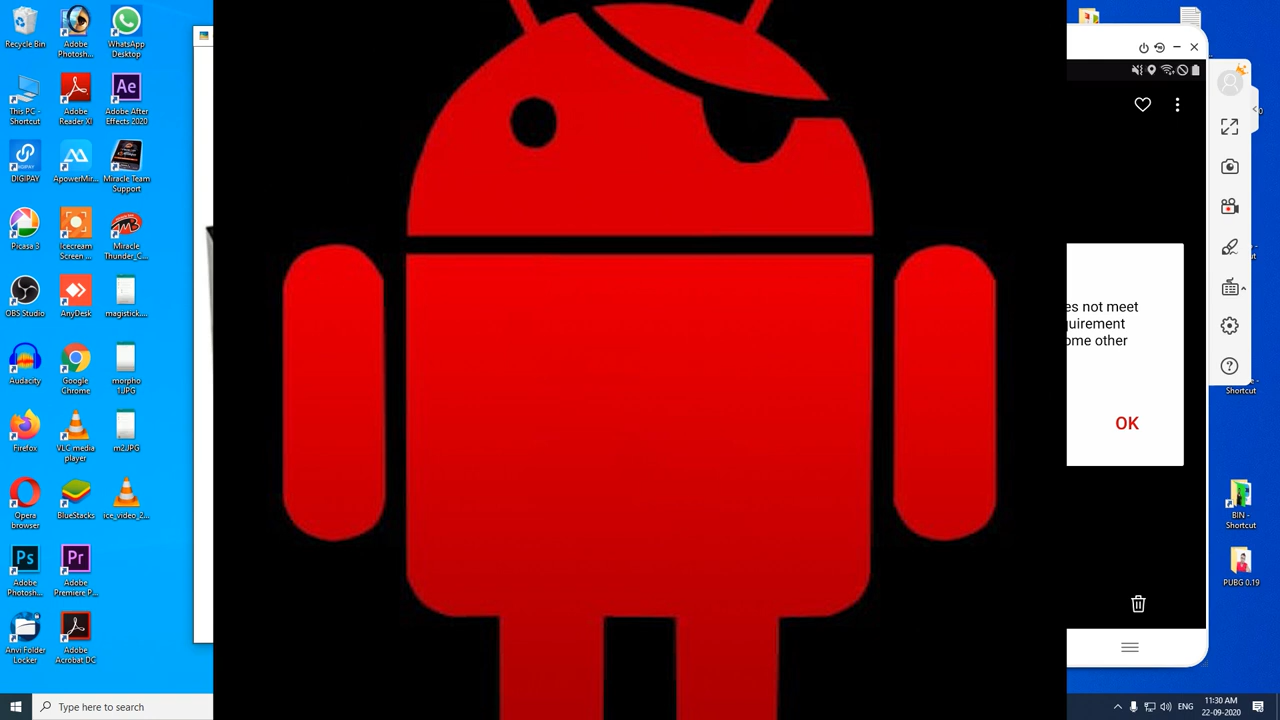 Recycle Bin
Adobe
Photosh...
WhatsApp
Desktop
This PC -
Shortcut
Adobe
Reader XI
Adobe After
Effects 2020
DIGIPAY
ApowerMir...
Miracle Team
Support
Picasa 3
Icecream
Screen ...
Miracle
Thunder_C...
OBS Studio
AnyDesk
magistick....
Audacity
Google
Chrome
morpho
1.JPG
Firefox
VLC media
player
m2.JPG
Opera
browser
BlueStacks
ice_video_2...
Adobe
Photosh...
Adobe
Premiere P...
Anvi Folder
Locker
Adobe
Acrobat DC
es not meet
quirement
ome other
OK
Shortcut
BIN -
Shortcut
PUBG 0.19
Type here to search
ENG
11:30 AM
22-09-2020